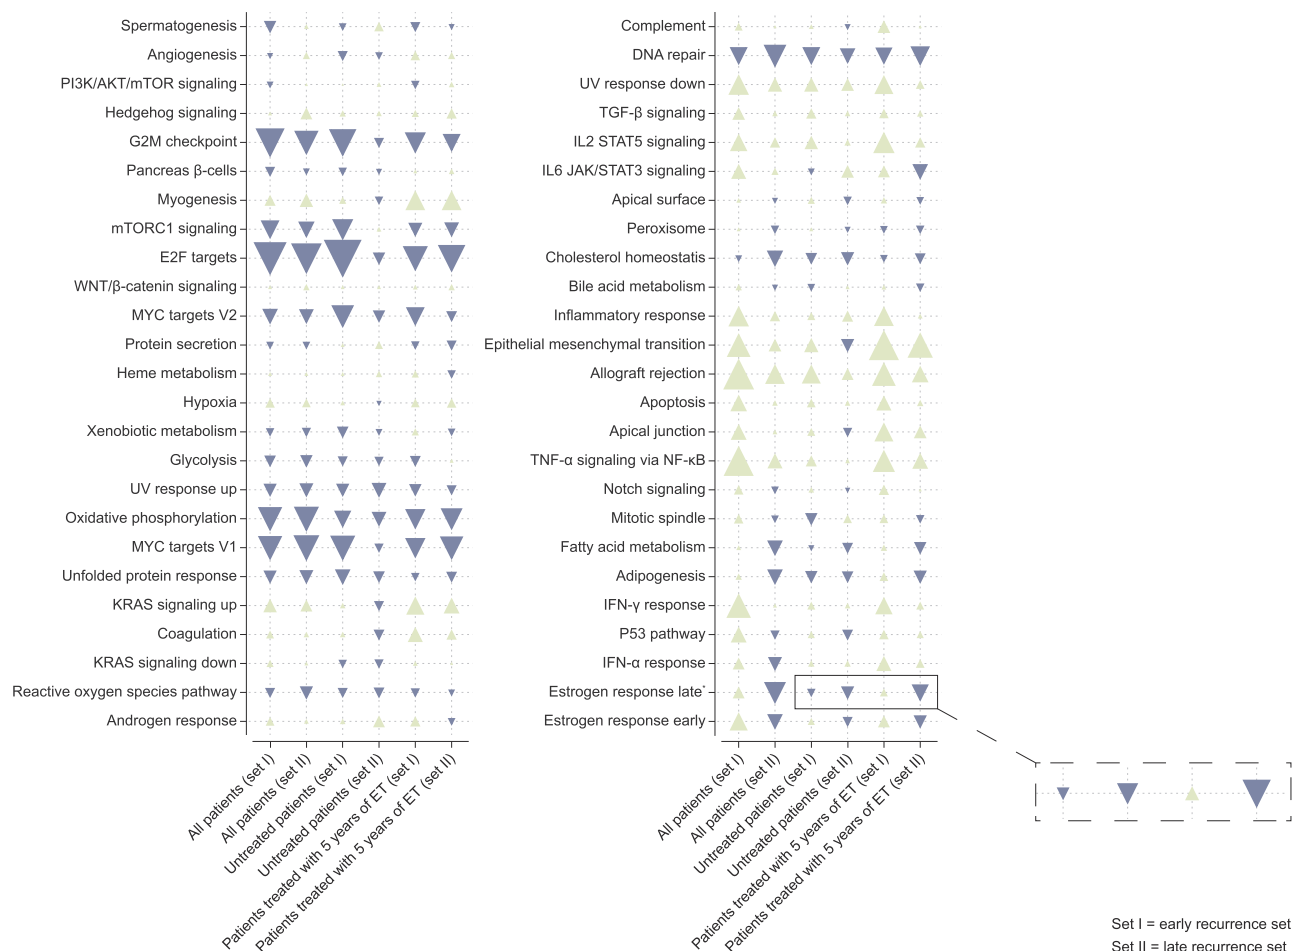 Spermatogenesis
Angiogenesis
PI3K/AKT/mTOR signaling
Hedgehog signaling
G2M checkpoint
Pancreas β-cells
Myogenesis
mTORC1 signaling
E2F targets
WNT/β-catenin signaling
MYC targets V2
Protein secretion
Heme metabolism
Hypoxia
Xenobiotic metabolism
Glycolysis
UV response up
Oxidative phosphorylation
MYC targets V1
Unfolded protein response
KRAS signaling up
Coagulation
KRAS signaling down
Reactive oxygen species pathway
Androgen response
All patients (set I)
All patients (set II)
Untreated patients (set I)
Untreated patients (set II)
Patients treated with 5 years of ET (set I)
Patients treated with 5 years of ET (set II)
Complement
DNA repair
UV response down
TGF-β signaling
IL2 STAT5 signaling
IL6 JAK/STAT3 signaling
Apical surface
Peroxisome
Cholesterol homeostatis
Bile acid metabolism
Inflammatory response
Epithelial mesenchymal transition
Allograft rejection
Apoptosis
Apical junction
TNF-α signaling via NF-κB
Notch signaling
Mitotic spindle
Fatty acid metabolism
Adipogenesis
IFN-γ response
P53 pathway
IFN-α response
Estrogen response late*
Estrogen response early
All patients (set I)
All patients (set II)
Untreated patients (set I)
Untreated patients (set II)
Patients treated with 5 years of ET (set I)
Patients treated with 5 years of ET (set II)
Set I = early recurrence set
Set II = late recurrence set